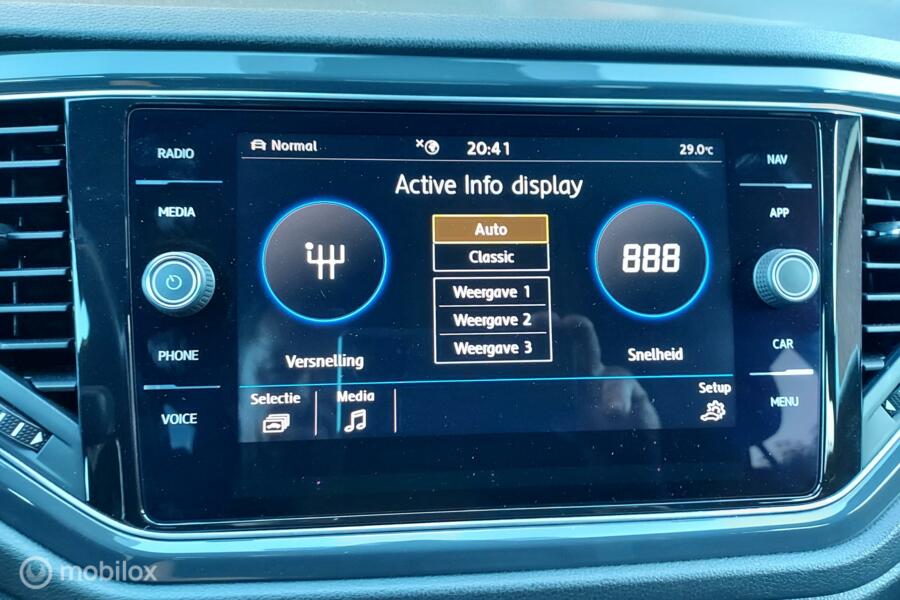 RADIO
MEDIA
PHONE
VOICE
Normal
20:41
29.0°C
Active Info display
Auto
Classic
Weergave 1
Weergave 2
Weergave 3
Versnelling
888
Snelheid
Selectie
Media
Setup
NAV
APP
CAR
MENU
mobilox